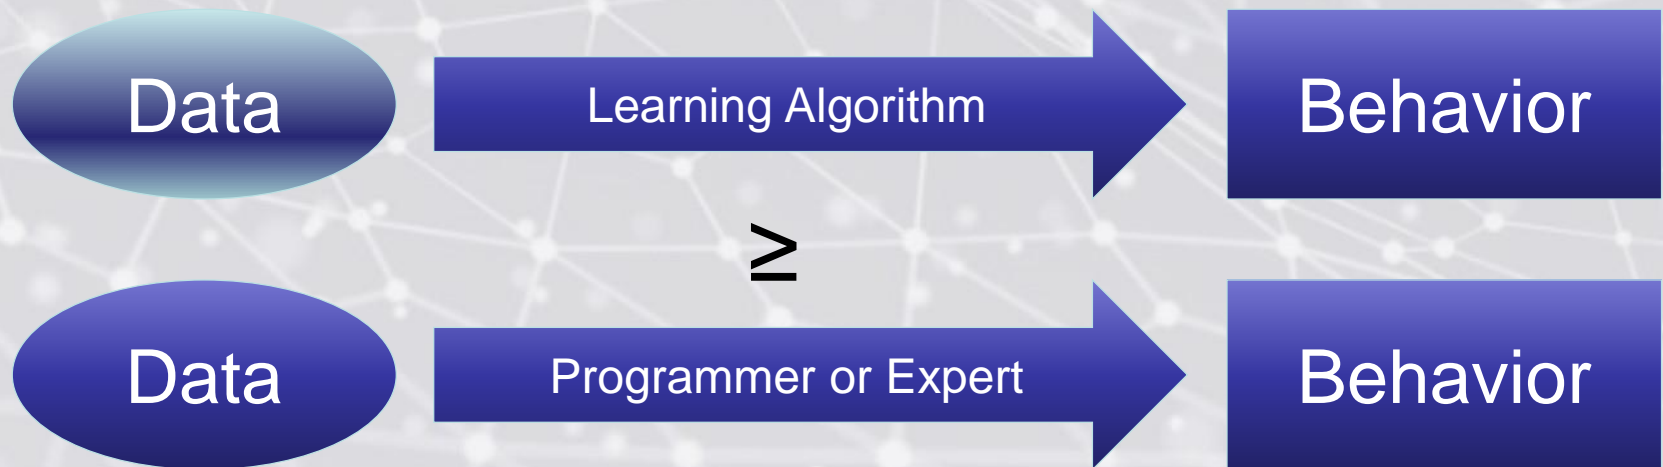 Data
Learning Algorithm
Behavior
≥
Data
Programmer or Expert
Behavior